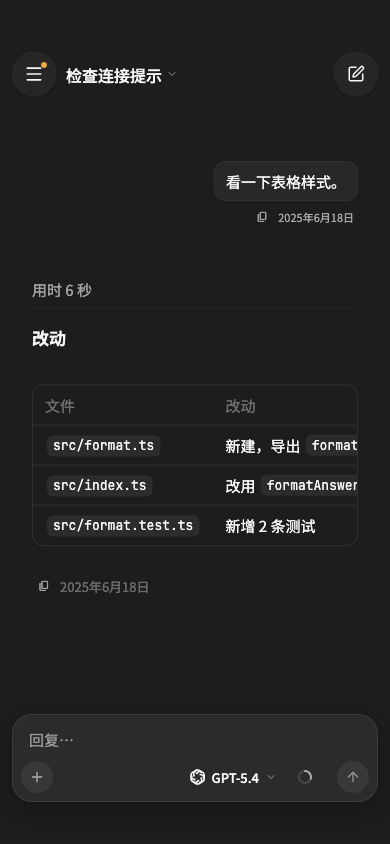 检查连接提示
看一下表格样式。
2025年6月18日
用时 6 秒
改动
文件 改动
src/format.ts 新建，导出 format
src/index.ts 改用 formatAnswer
src/format.test.ts 新增 2 条测试
2025年6月18日
回复…
GPT-5.4